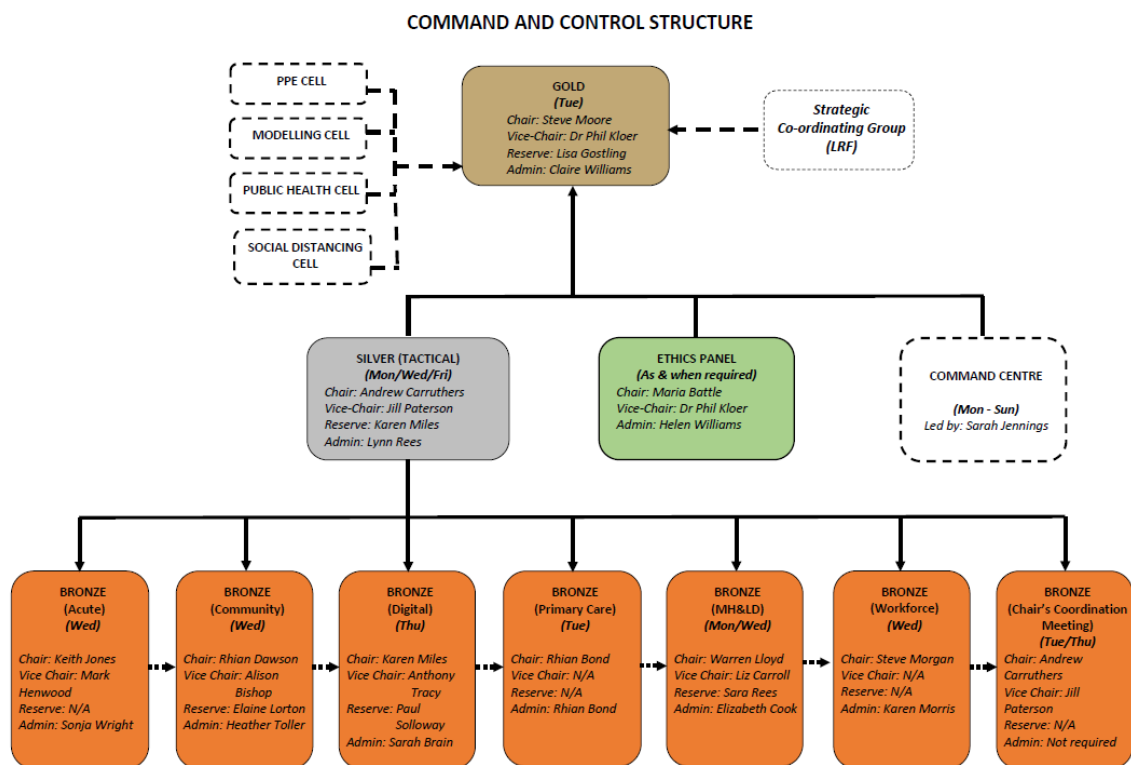 COMMAND AND CONTROL STRUCTURE
PPE CELL
MODELLING CELL
PUBLIC HEALTH CELL
SOCIAL DISTANCING
CELL
GOLD
(Tue)
Chair: Steve Moore
Vice-Chair: Dr Phil Kloer
Reserve: Lisa Gostling
Admin: Claire Williams
Strategic
Co-ordinating Group
(LRF)
SILVER (TACTICAL)
(Mon/Wed/Fri)
Chair: Andrew Carruthers
Vice-Chair: Jill Paterson
Reserve: Karen Miles
Admin: Lynn Rees
ETHICS PANEL
(As & when required)
Chair: Maria Battle
Vice-Chair: Dr Phil Kloer
Admin: Helen Williams
COMMAND CENTRE
(Mon - Sun)
Led by: Sarah Jennings
BRONZE
(Acute)
(Wed)
Chair: Keith Jones
Vice Chair: Mark
Henwood
Reserve: N/A
Admin: Sonja Wright
BRONZE
(Community)
(Wed)
Chair: Rhian Dawson
Vice Chair: Alison
Bishop
Reserve: Elaine Lorton
Admin: Heather Toller
BRONZE
(Digital)
(Thu)
Chair: Karen Miles
Vice Chair: Anthony
Tracy
Reserve: Paul
Solloway
Admin: Sarah Brain
BRONZE
(Primary Care)
(Tue)
Chair: Rhian Bond
Vice Chair: N/A
Reserve: N/A
Admin: Rhian Bond
BRONZE
(MH&LD)
(Mon/Wed)
Chair: Warren Lloyd
Vice Chair: Liz Carroll
Reserve: Sara Rees
Admin: Elizabeth Cook
BRONZE
(Workforce)
(Wed)
Chair: Steve Morgan
Vice Chair: N/A
Reserve: N/A
Admin: Karen Morris
BRONZE
(Chair's Coordination
Meeting)
(Tue/Thu)
Chair: Andrew
Carruthers
Vice Chair: Jill
Paterson
Reserve: N/A
Admin: Not required